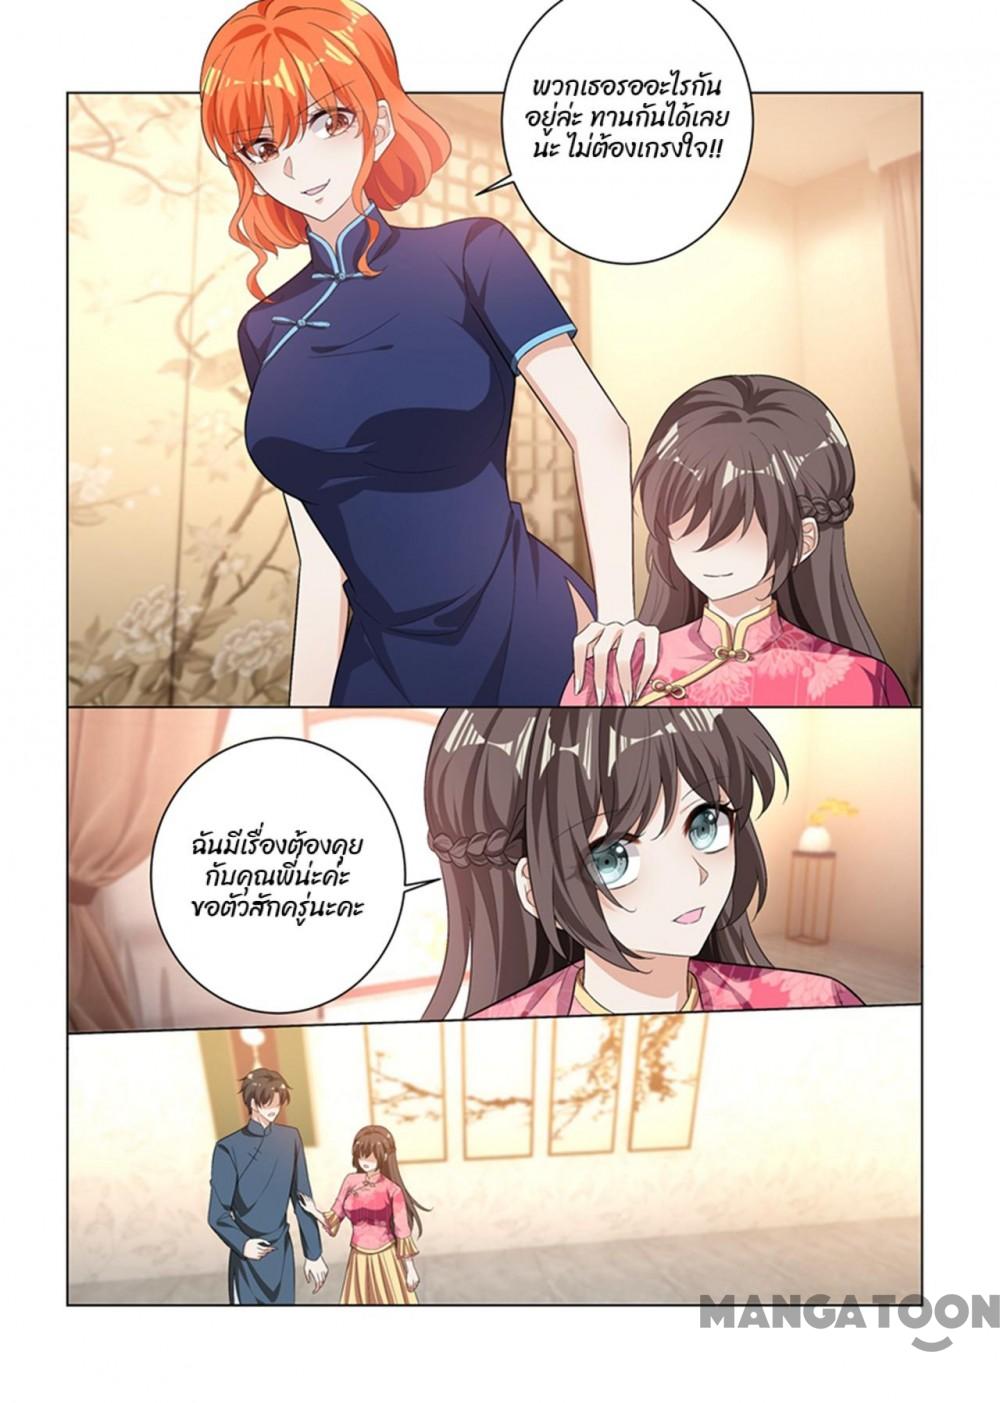 พวกเธอรออะไรกัน
อยู่ล่ะ ทานกันได้เลย
นะ ไม่ต้องเกรงใจ!!
ฉันมีเรื่องต้องคุย
กับคุณพี่น่ะคะ
ขอตัวสักครู่นะคะ
MANGATOON